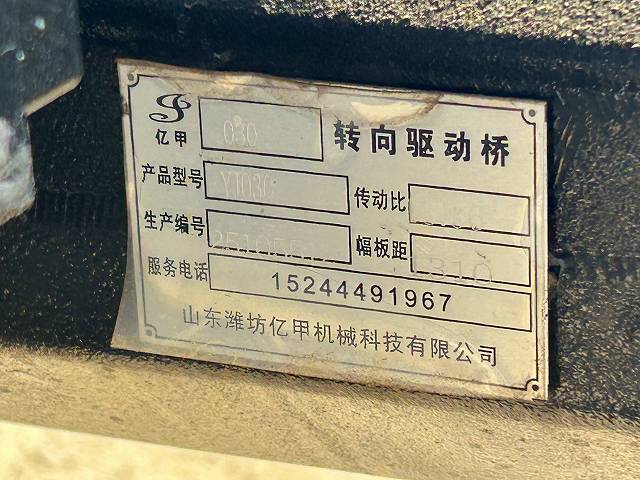 亿甲 030 转向驱动桥
产品型号 YJ030 传动比
生产编号 幅板距 1310
服务电话 15244491967
山东潍坊亿甲机械科技有限公司